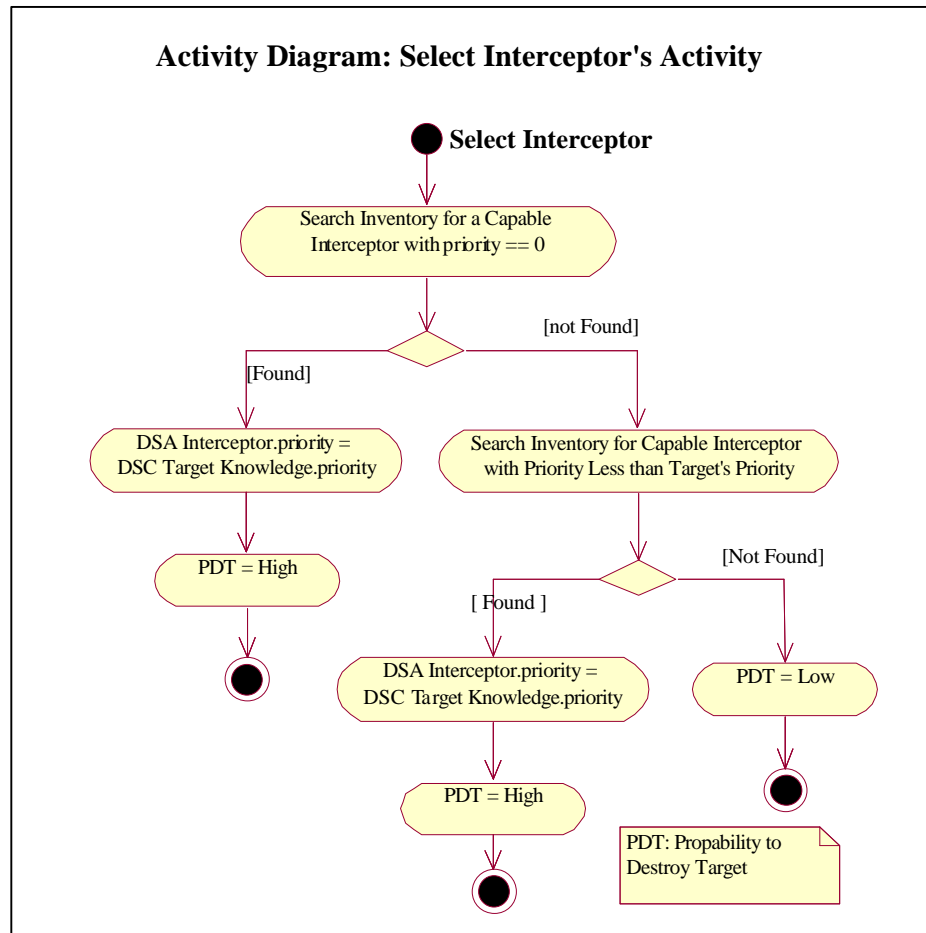 Activity Diagram: Select Interceptor's Activity
Select Interceptor
Search Inventory for a Capable
Interceptor with priority == 0
[not Found]
[Found]
DSA Interceptor.priority =
DSC Target Knowledge.priority
Search Inventory for Capable Interceptor
with Priority Less than Target's Priority
PDT = High
[Not Found]
[ Found ]
DSA Interceptor.priority =
DSC Target Knowledge.priority
PDT = Low
PDT = High
PDT: Propability to
Destroy Target